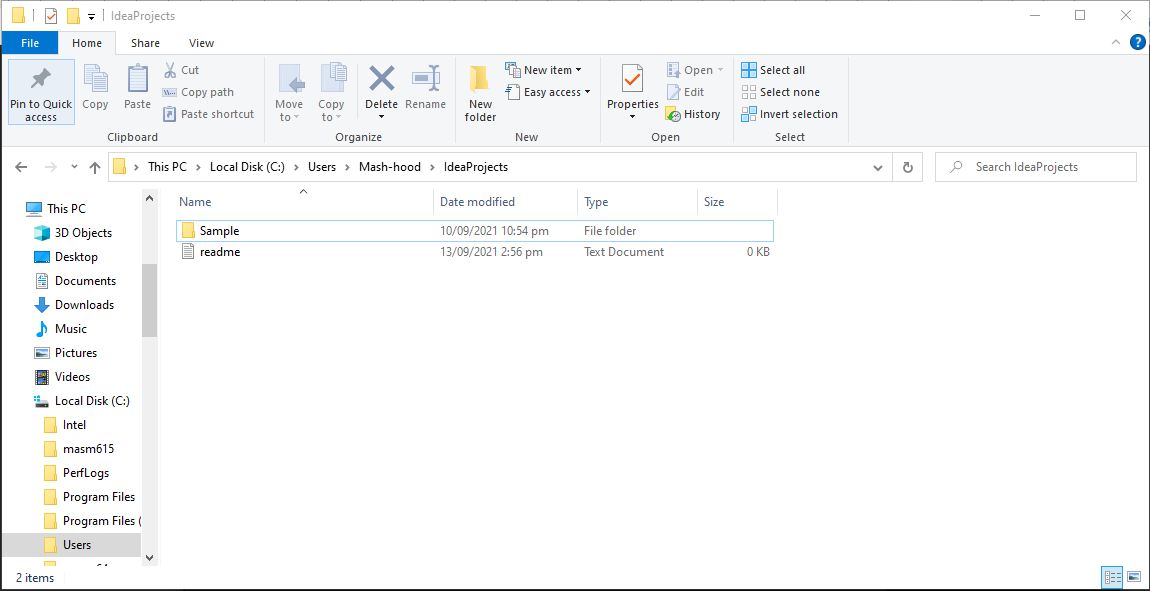 IdeaProjects
File Home Share View
Pin to Quick access
Copy
Paste
Cut
Copy path
Paste shortcut
Clipboard
Move to
Copy to
Delete
Rename
Organize
New folder
New item
Easy access
New
Properties
Open
Edit
History
Open
Select all
Select none
Invert selection
Select
This PC > Local Disk (C:) > Users > Mash-hood > IdeaProjects
Search IdeaProjects
This PC
3D Objects
Desktop
Documents
Downloads
Music
Pictures
Videos
Local Disk (C:)
Intel
masm615
PerfLogs
Program Files
Program Files (
Users
Name Date modified Type Size
Sample 10/09/2021 10:54 pm File folder
readme 13/09/2021 2:56 pm Text Document 0 KB
2 items